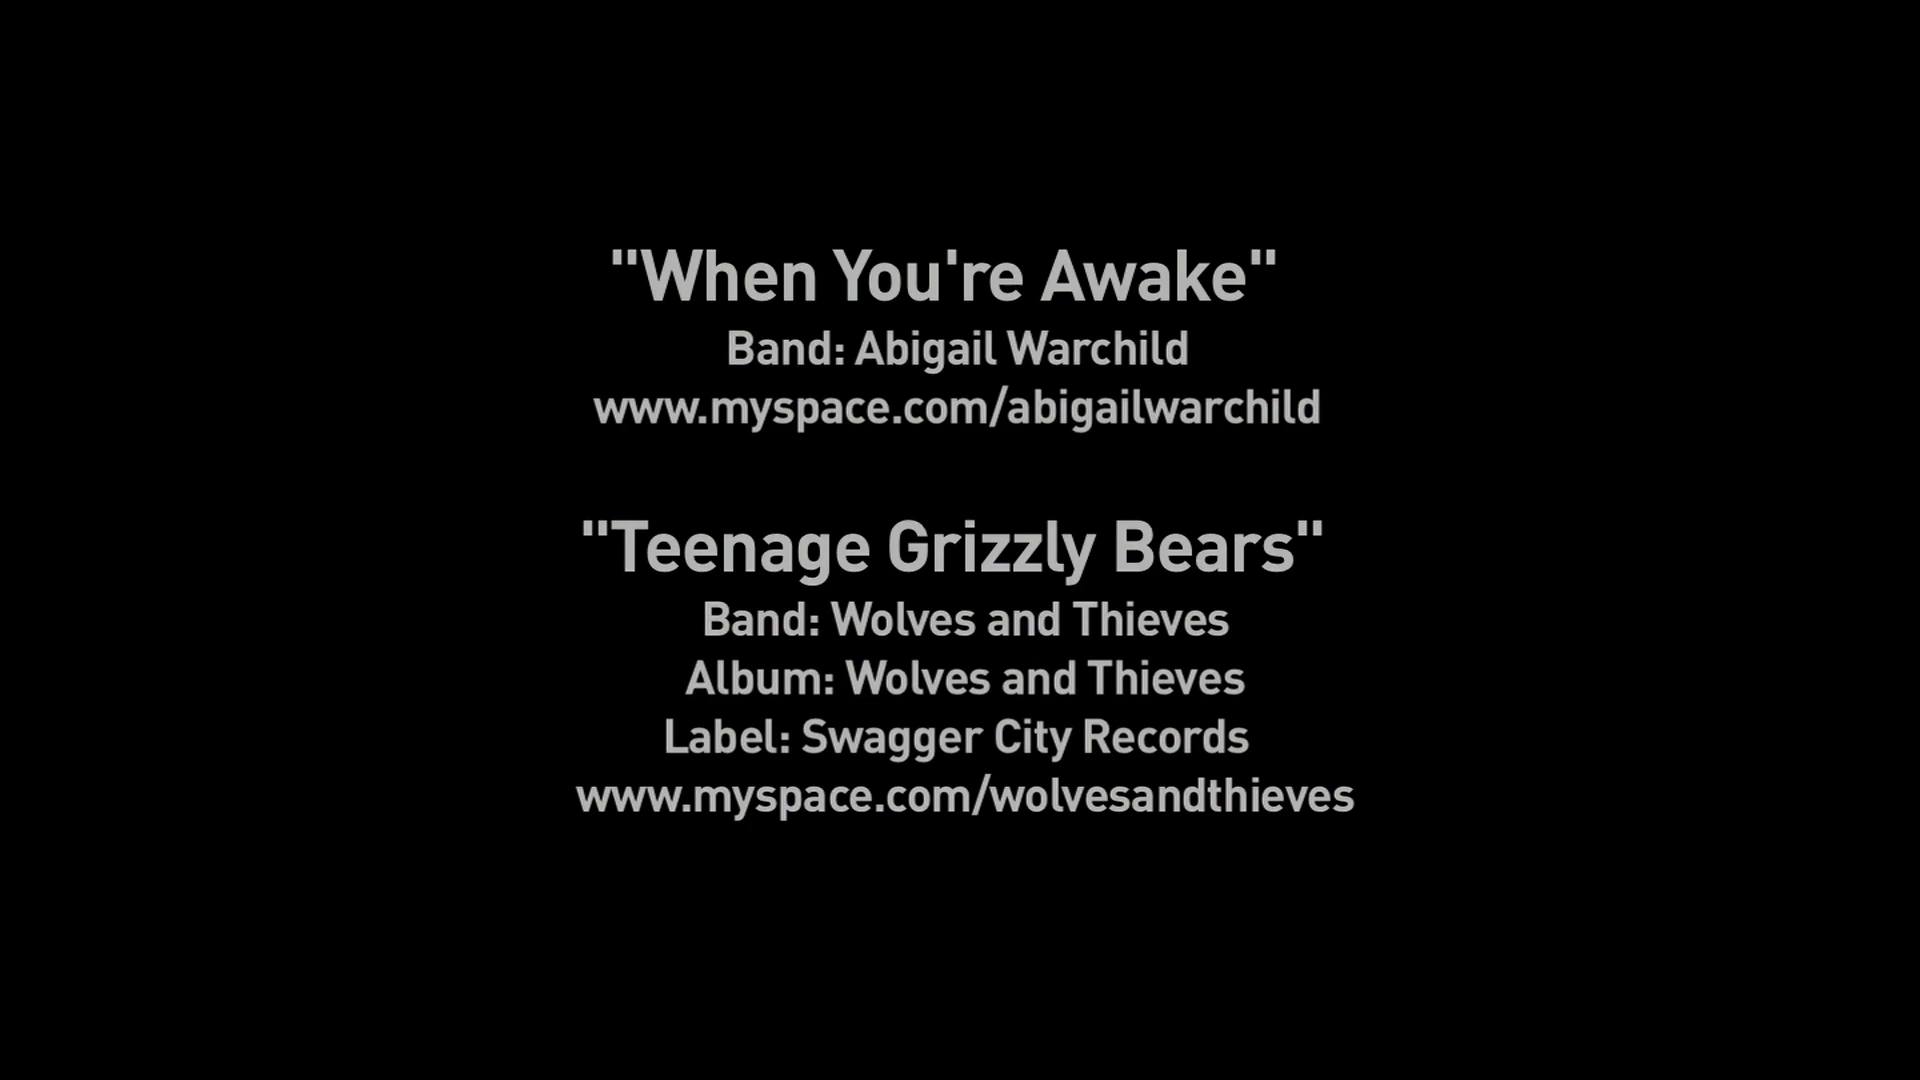 "When You're Awake"
Band: Abigail Warchild
www.myspace.com/abigailwarchild
"Teenage Grizzly Bears"
Band: Wolves and Thieves
Album: Wolves and Thieves
Label: Swagger City Records
www.myspace.com/wolvesandthieves